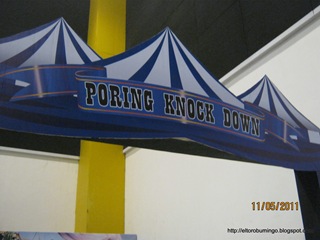 PORING KNOCK DOWN
11/05/2011
http://eltorobumingo.blogspot.com